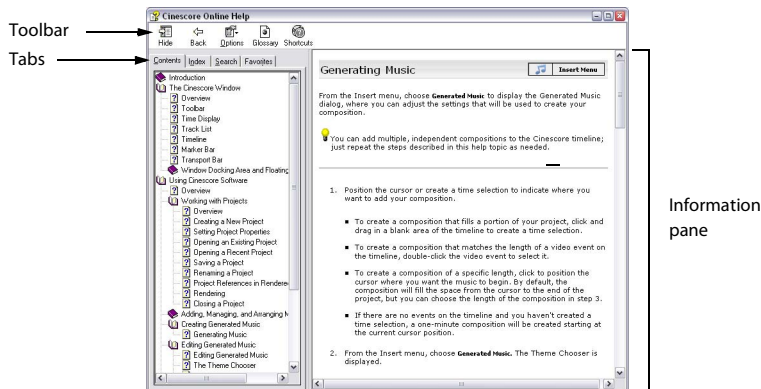 Cinescore Online Help
Toolbar
Hide Back Options Glossary Shortcuts
Tabs
Contents Index Search Favorites
Introduction
The Cinescore Window
Overview
Toolbar
Time Display
Track List
Timeline
Marker Bar
Transport Bar
Window Docking Area and Floating
Using Cinescore Software
Overview
Working with Projects
Overview
Creating a New Project
Setting Project Properties
Opening an Existing Project
Opening a Recent Project
Saving a Project
Renaming a Project
Project References in Rendere
Rendering
Closing a Project
Adding, Managing, and Arranging M
Creating Generated Music
Generating Music
Editing Generated Music
Editing Generated Music
The Theme Chooser
Generating Music
Insert Menu
From the Insert menu, choose Generated Music to display the Generated Music
dialog, where you can adjust the settings that will be used to create your
composition.
You can add multiple, independent compositions to the Cinescore timeline;
just repeat the steps described in this help topic as needed.
1. Position the cursor or create a time selection to indicate where you
want to add your composition.
■ To create a composition that fills a portion of your project, click and
drag in a blank area of the timeline to create a time selection.
■ To create a composition that matches the length of a video event on
the timeline, double-click the video event to select it.
■ To create a composition of a specific length, click to position the
cursor where you want the music to begin. By default, the
composition will fill the space from the cursor to the end of the
project, but you can choose the length of the composition in step 3.
■ If there are no events on the timeline and you haven't created a
time selection, a one-minute composition will be created starting at
the current cursor position.
2. From the Insert menu, choose Generated Music. The Theme Chooser is
displayed.
Information
pane